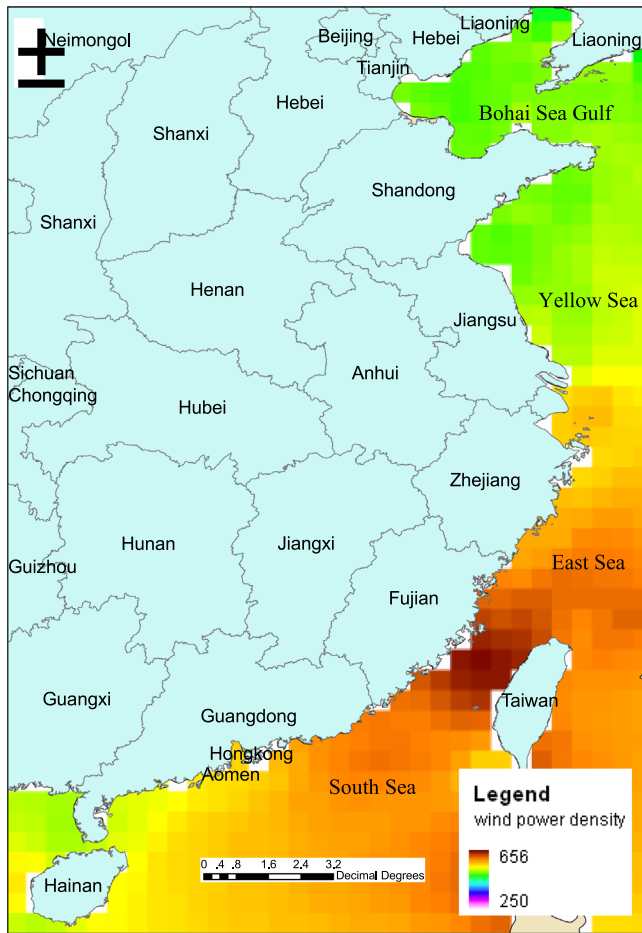 Liaoning
Neimongol
Beijing
Hebei
Liaoning
Tianjin
Hebei
Bohai Sea Gulf
Shanxi
Shandong
Shanxi
Henan
Yellow Sea
Jiangsu
Sichuan
Anhui
Chongqing
Hubei
Zhejiang
Hunan
Jiangxi
East Sea
Guizhou
Fujian
Guangxi
Taiwan
Guangdong
Hongkong
Aomen
South Sea
Legend
wind power density
656
250
0 .4 .8 1.6 2.4 3.2
Decimal Degrees
Hainan